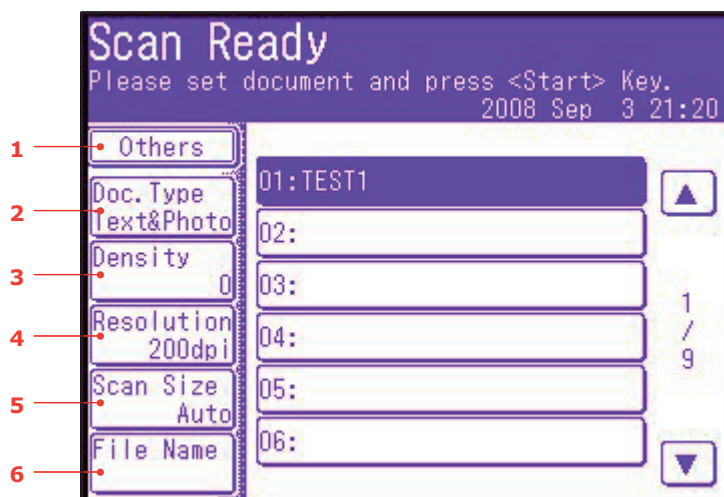 Scan Ready
Please set document and press <Start> Key.
2008 Sep 3 21:20
1
Others
2
Doc.Type
Text&Photo
3
Density
0
4
Resolution
200dpi
5
Scan Size
Auto
6
File Name
01:TEST1
02:
03:
04:
05:
06:
1
/
9